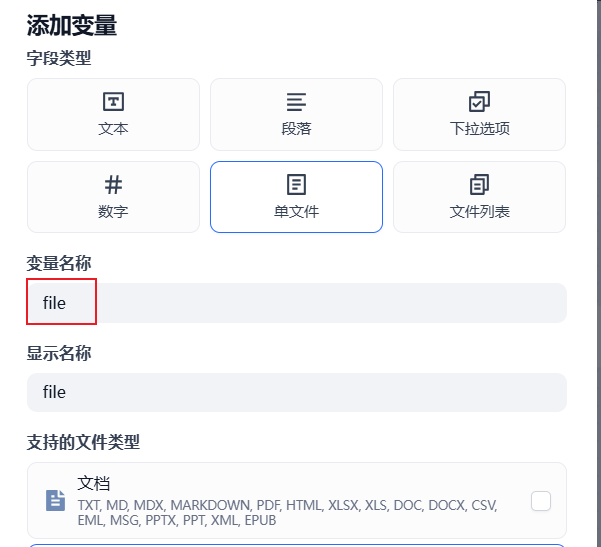 添加变量
字段类型
文本
段落
下拉选项
数字
单文件
文件列表
变量名称
file
显示名称
file
支持的文件类型
文档
TXT, MD, MDX, MARKDOWN, PDF, HTML, XLSX, XLS, DOC, DOCX, CSV,
EML, MSG, PPTX, PPT, XML, EPUB